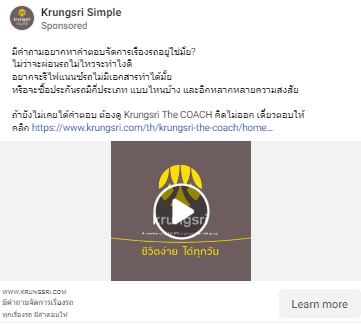 Krungsri Simple
Sponsored
มีคำถามอยากหาคำตอบจัดการเรื่องรถอยู่ใช่มั้ย?
ไม่ว่าจะผ่อนรถไม่ไหวจะทำไงดี
อยากจะรีไฟแนนซ์รถไม่มีเอกสารทำได้มั้ย
หรือจะซื้อประกันรถมีกี่ประเภท แบบไหนบ้าง และอีกหลากหลายความสงสัย
ถ้ายังไม่เคยได้คำตอบ ต้องดู Krungsri The COACH คิดไม่ออก เดี๋ยวตอบให้
คลิก https://www.krungsri.com/th/krungsri-the-coach/home...
krungsri
ชีวิตง่าย ได้ทุกวัน
WWW.KRUNGSRI.COM
มีคำถามจัดการเรื่องรถ
ทุกเรื่องรถ มีคำตอบให้
Learn more